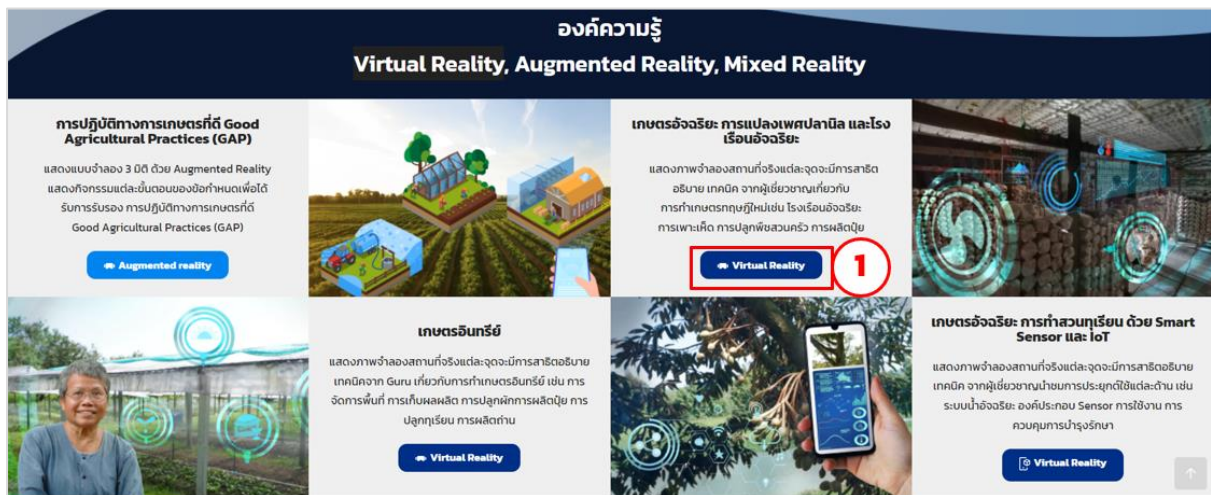 องค์ความรู้
Virtual Reality, Augmented Reality, Mixed Reality
การปฏิบัติทางการเกษตรที่ดี Good
Agricultural Practices (GAP)
แสดงแบบจำลอง 3 มิติ ด้วย Augmented Reality
แสดงกิจกรรมแต่ละขั้นตอนของข้อกำหนดเพื่อได้
รับการรับรอง การปฏิบัติทางการเกษตรที่ดี
Good Agricultural Practices (GAP)
Augmented reality
เกษตรอัจฉริยะ การแปลงเพศปลานิล และโรง
เรือนอัจฉริยะ
แสดงภาพจำลองสถานที่จริงแต่ละจุดจะมีการสาธิต
อธิบาย เทคนิค จากผู้เชี่ยวชาญเกี่ยวกับ
การทำเกษตรทฤษฎีใหม่เช่น โรงเรือนอัจฉริยะ
การเพาะเห็ด การปลูกพืชสวนครัว การผลิตปุ๋ย
Virtual Reality
1
เกษตรอินทรีย์
แสดงภาพจำลองสถานที่จริงแต่ละจุดจะมีการสาธิตอธิบาย
เทคนิคจาก Guru เกี่ยวกับการทำเกษตรอินทรีย์ เช่น การ
จัดการพื้นที่ การเก็บผลผลิต การปลูกผักการผลิตปุ๋ย การ
ปลูกทุเรียน การผลิตถ่าน
Virtual Reality
เกษตรอัจฉริยะ การทำสวนทุเรียน ด้วย Smart
Sensor และ IoT
แสดงภาพจำลองสถานที่จริงแต่ละจุดจะมีการสาธิตอธิบาย
เทคนิค จากผู้เชี่ยวชาญนำชมการประยุกต์ใช้แต่ละด้าน เช่น
ระบบน้ำอัจฉริยะ องค์ประกอบ Sensor การใช้งาน การ
ควบคุมการบำรุงรักษา
Virtual Reality